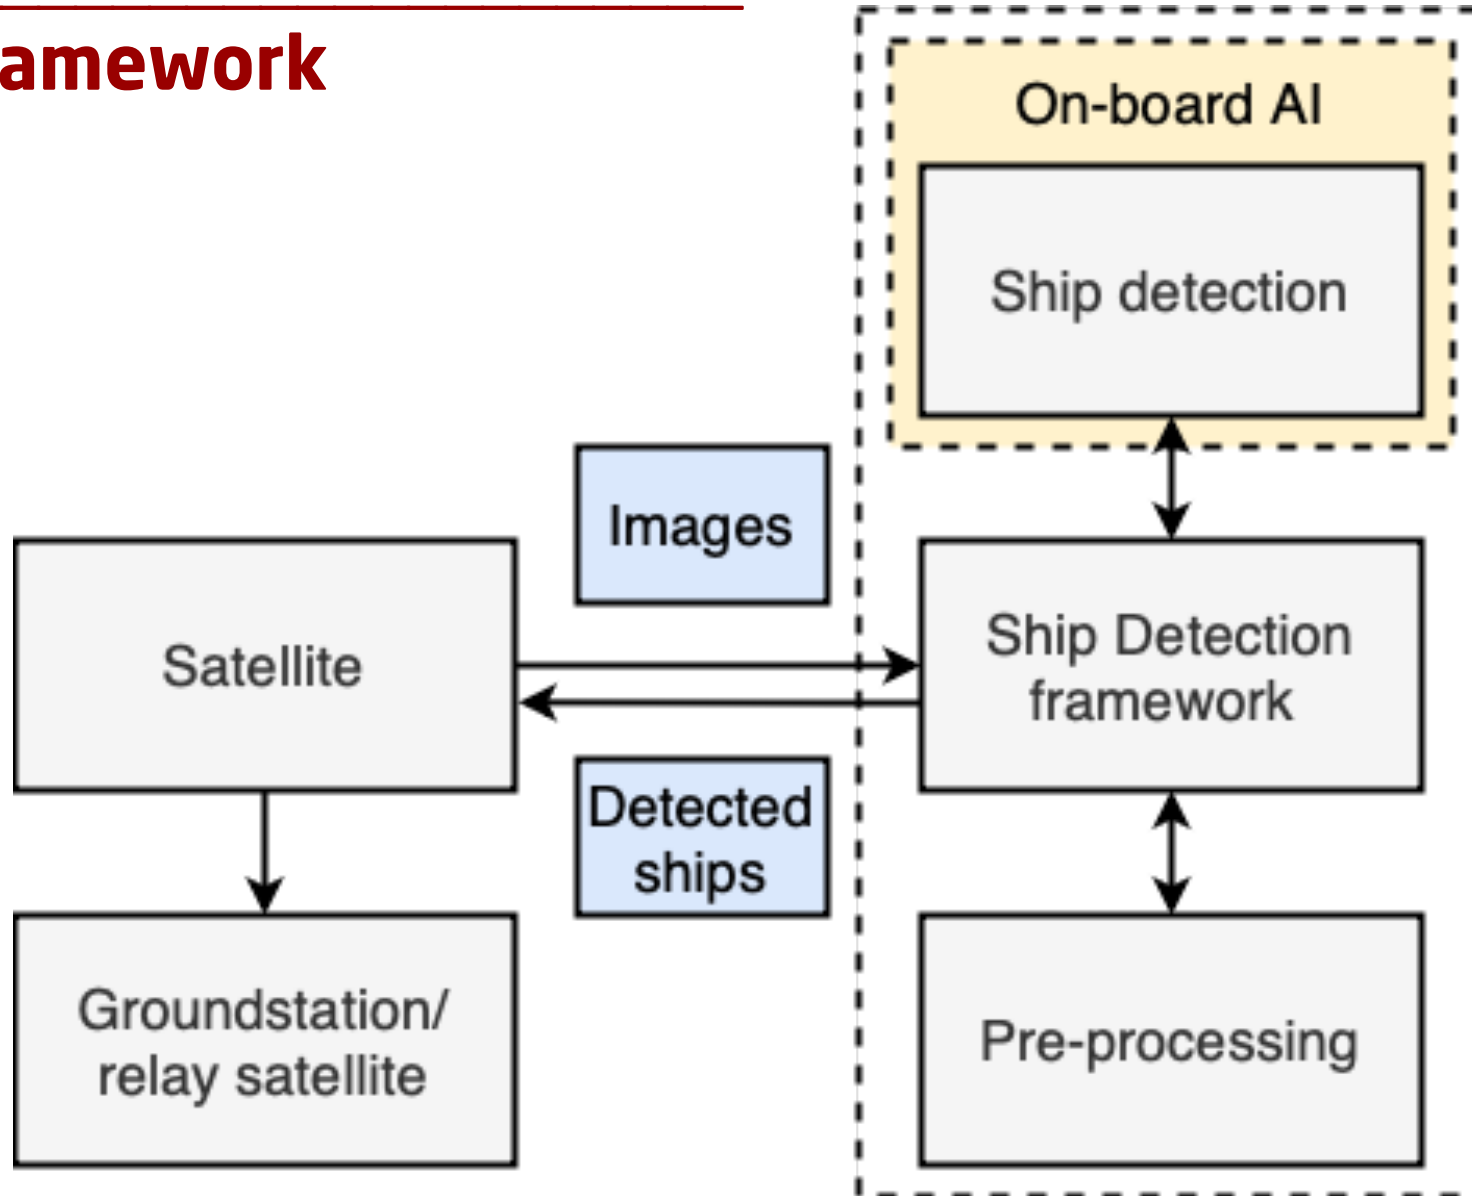 amework
On-board AI
Ship detection
Images
Satellite
Ship Detection
framework
Detected
ships
Groundstation/
relay satellite
Pre-processing